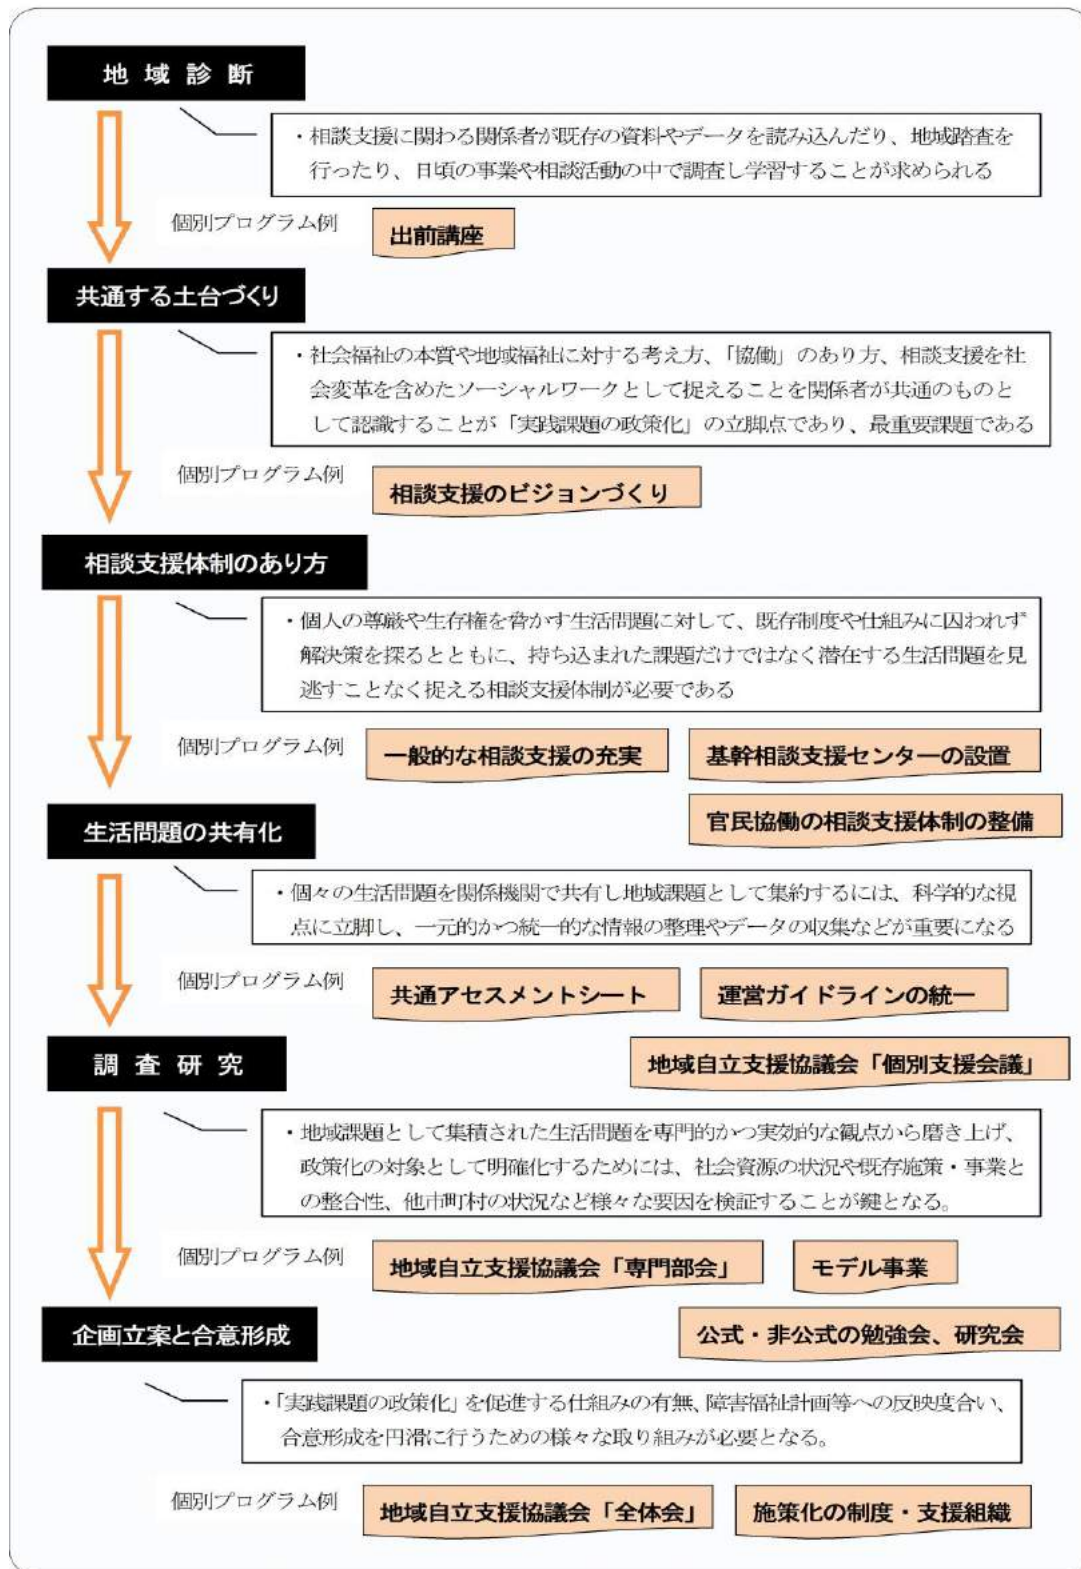 地域診断
・相談支援に関わる関係者が既存の資料やデータを読み込んだり、地域踏査を
行ったり、日頃の事業や相談活動の中で調査し学習することが求められる
個別プログラム例
出前講座
共通する土台づくり
・社会福祉の本質や地域福祉に対する考え方、「協働」のあり方、相談支援を社
会変革を含めたソーシャルワークとして捉えることを関係者が共通のものと
して認識することが「実践課題の政策化」の立脚点であり、最重要課題である
個別プログラム例
相談支援のビジョンづくり
相談支援体制のあり方
・個人の尊厳や生存権を脅かす生活問題に対して、既存制度や仕組みに囚われず
解決策を探るとともに、持ち込まれた課題だけではなく潜在する生活問題を見
逃すことなく捉える相談支援体制が必要である
個別プログラム例
一般的な相談支援の充実
基幹相談支援センターの設置
官民協働の相談支援体制の整備
生活問題の共有化
・個々の生活問題を関係機関で共有し地域課題として集約するには、科学的な視
点に立脚し、一元的かつ統一的な情報の整理やデータの収集などが重要になる
個別プログラム例
共通アセスメントシート
運営ガイドラインの統一
地域自立支援協議会「個別支援会議」
調査研究
・地域課題として集積された生活問題を専門的かつ実効的な観点から磨き上げ、
政策化の対象として明確化するためには、社会資源の状況や既存施策・事業と
の整合性、他市町村の状況など様々な要因を検証することが鍵となる。
個別プログラム例
地域自立支援協議会「専門部会」
モデル事業
公式・非公式の勉強会、研究会
企画立案と合意形成
・「実践課題の政策化」を促進する仕組みの有無、障害福祉計画等への反映度合い、
合意形成を円滑に行うための様々な取り組みが必要となる。
個別プログラム例
地域自立支援協議会「全体会」
施策化の制度・支援組織